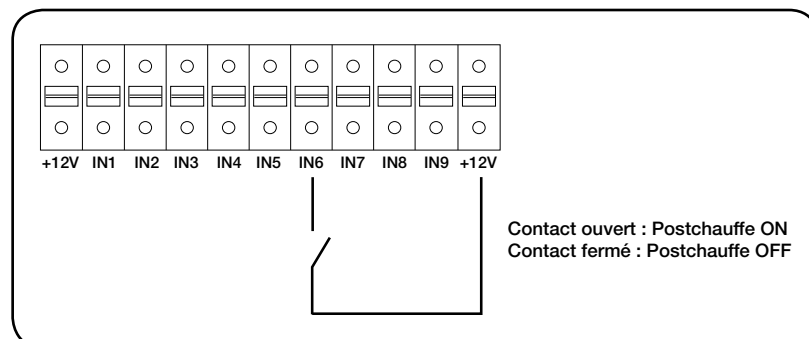 +12V IN1 IN2 IN3 IN4 IN5 IN6 IN7 IN8 IN9 +12V
Contact ouvert : Postchauffe ON
Contact fermé : Postchauffe OFF